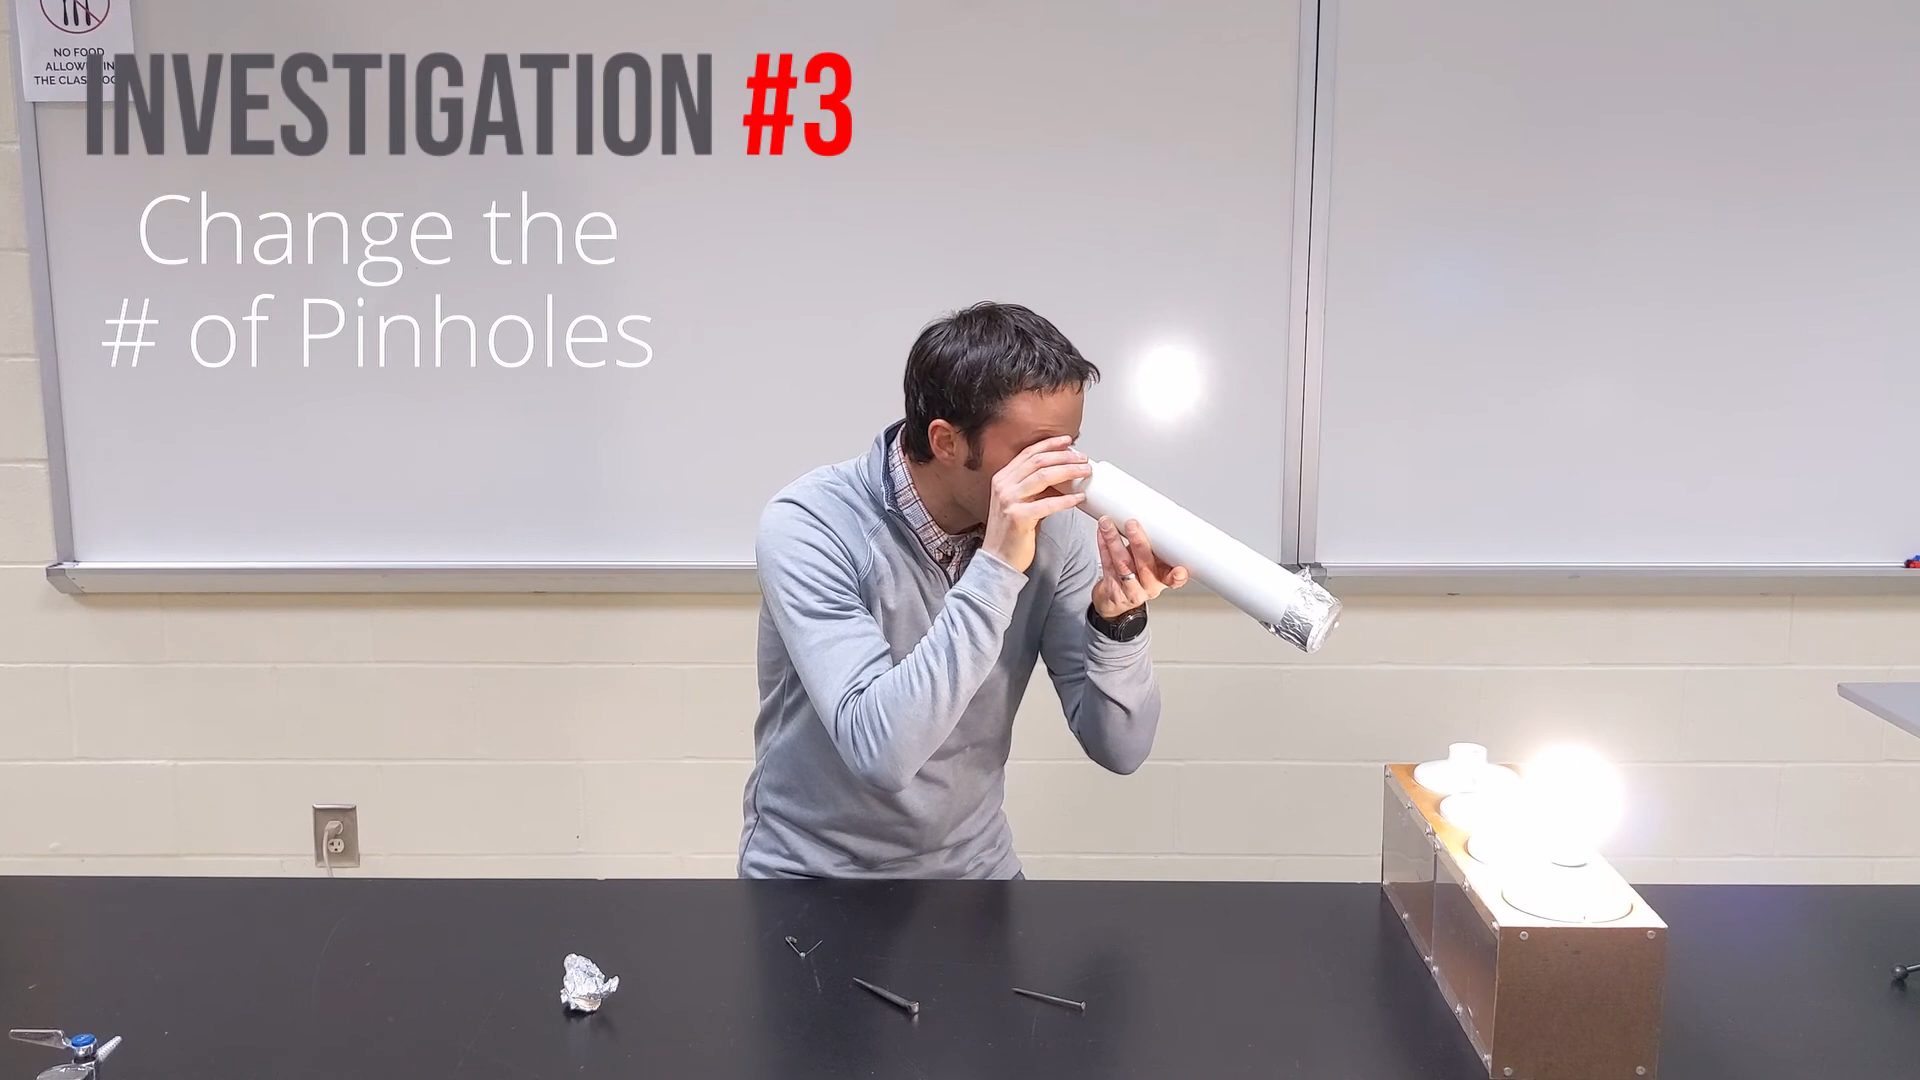 NO FOOD
INVESTIGATION #3
Change the
# of Pinholes